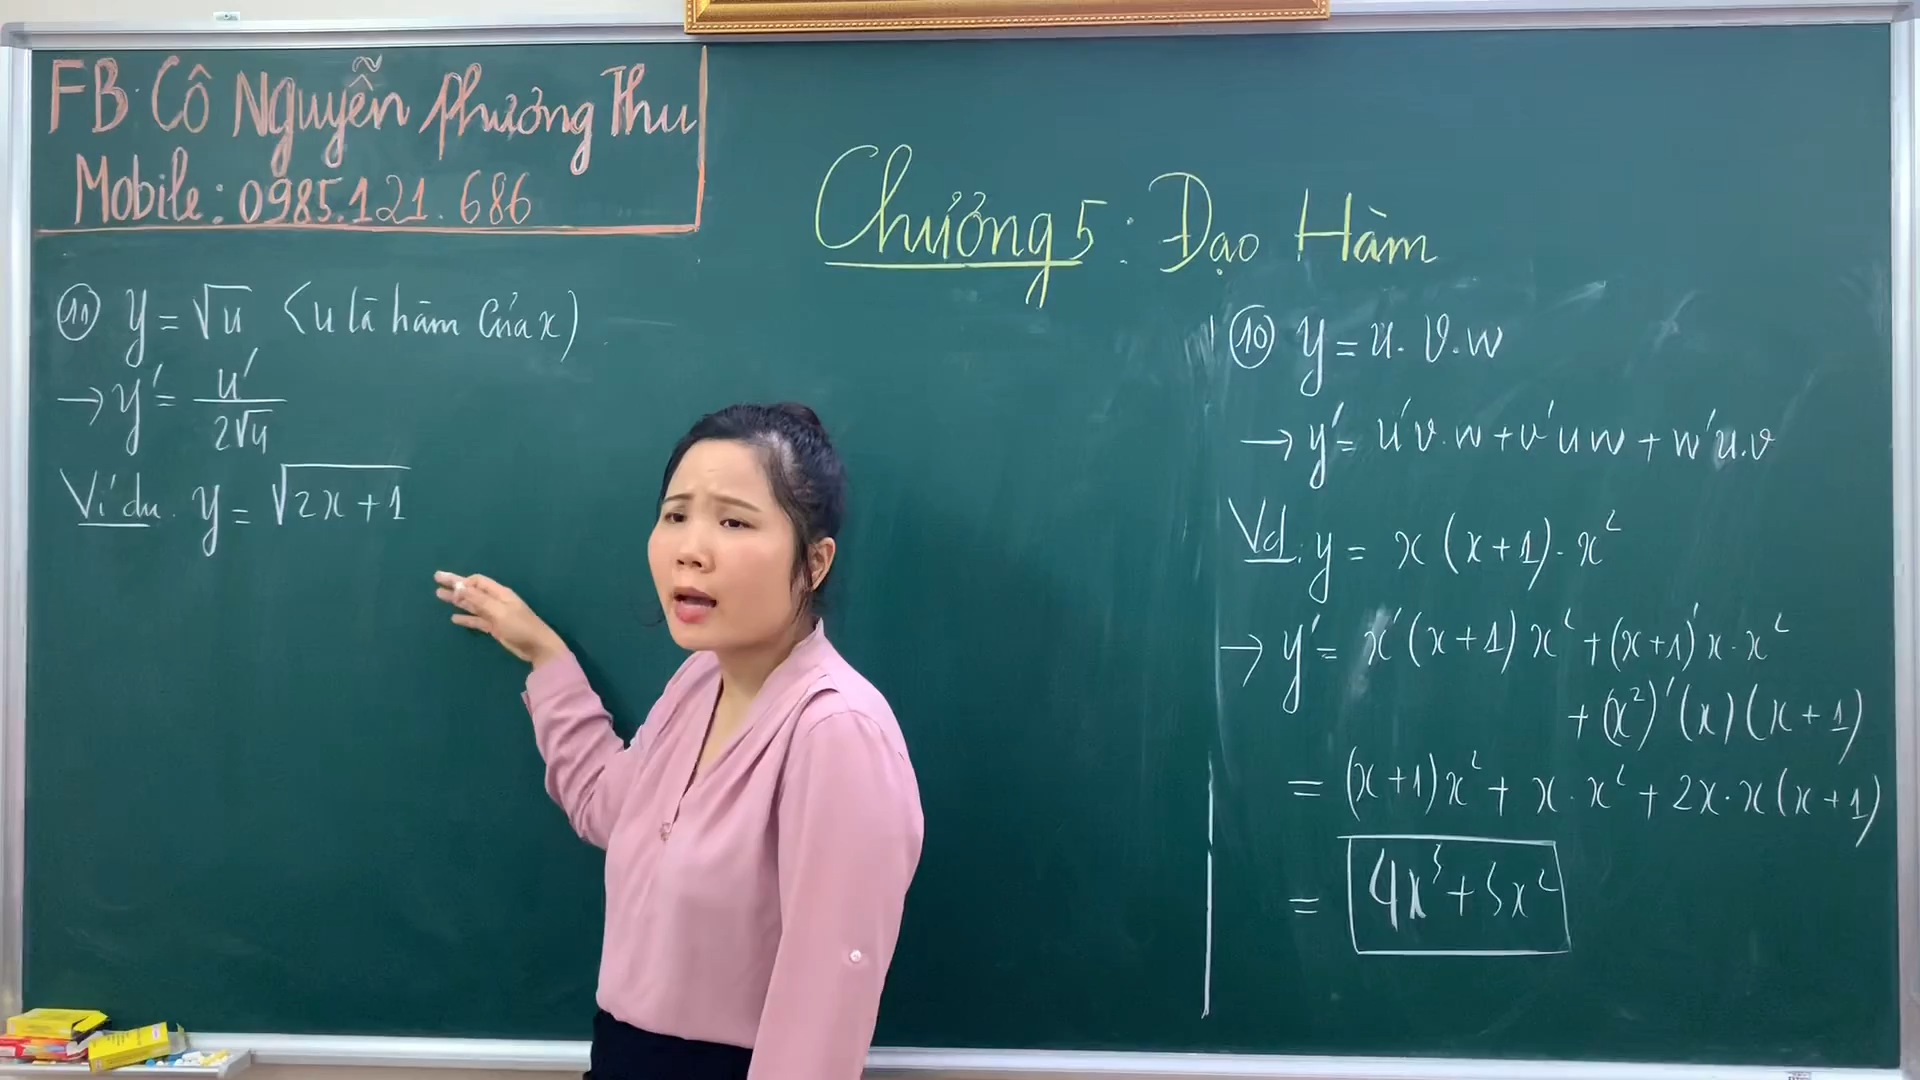 FB: Cô Nguyễn Phương Thu
Mobile: 0985.121.686
Chương 5: Đạo Hàm
⑪ y = √u (u là hàm của x)
→ y' = u'/(2√u)
Ví dụ. y = √(2x+1)
⑩ y = u. v. w
→ y' = u'v.w + v'uw + w'u.v
Vd: y = x(x+1).x²
→ y' = x'(x+1)x² + (x+1)'x.x²
+ (x²)'(x)(x+1)
= (x+1)x² + x.x² + 2x.x(x+1)
= 4x³+3x²